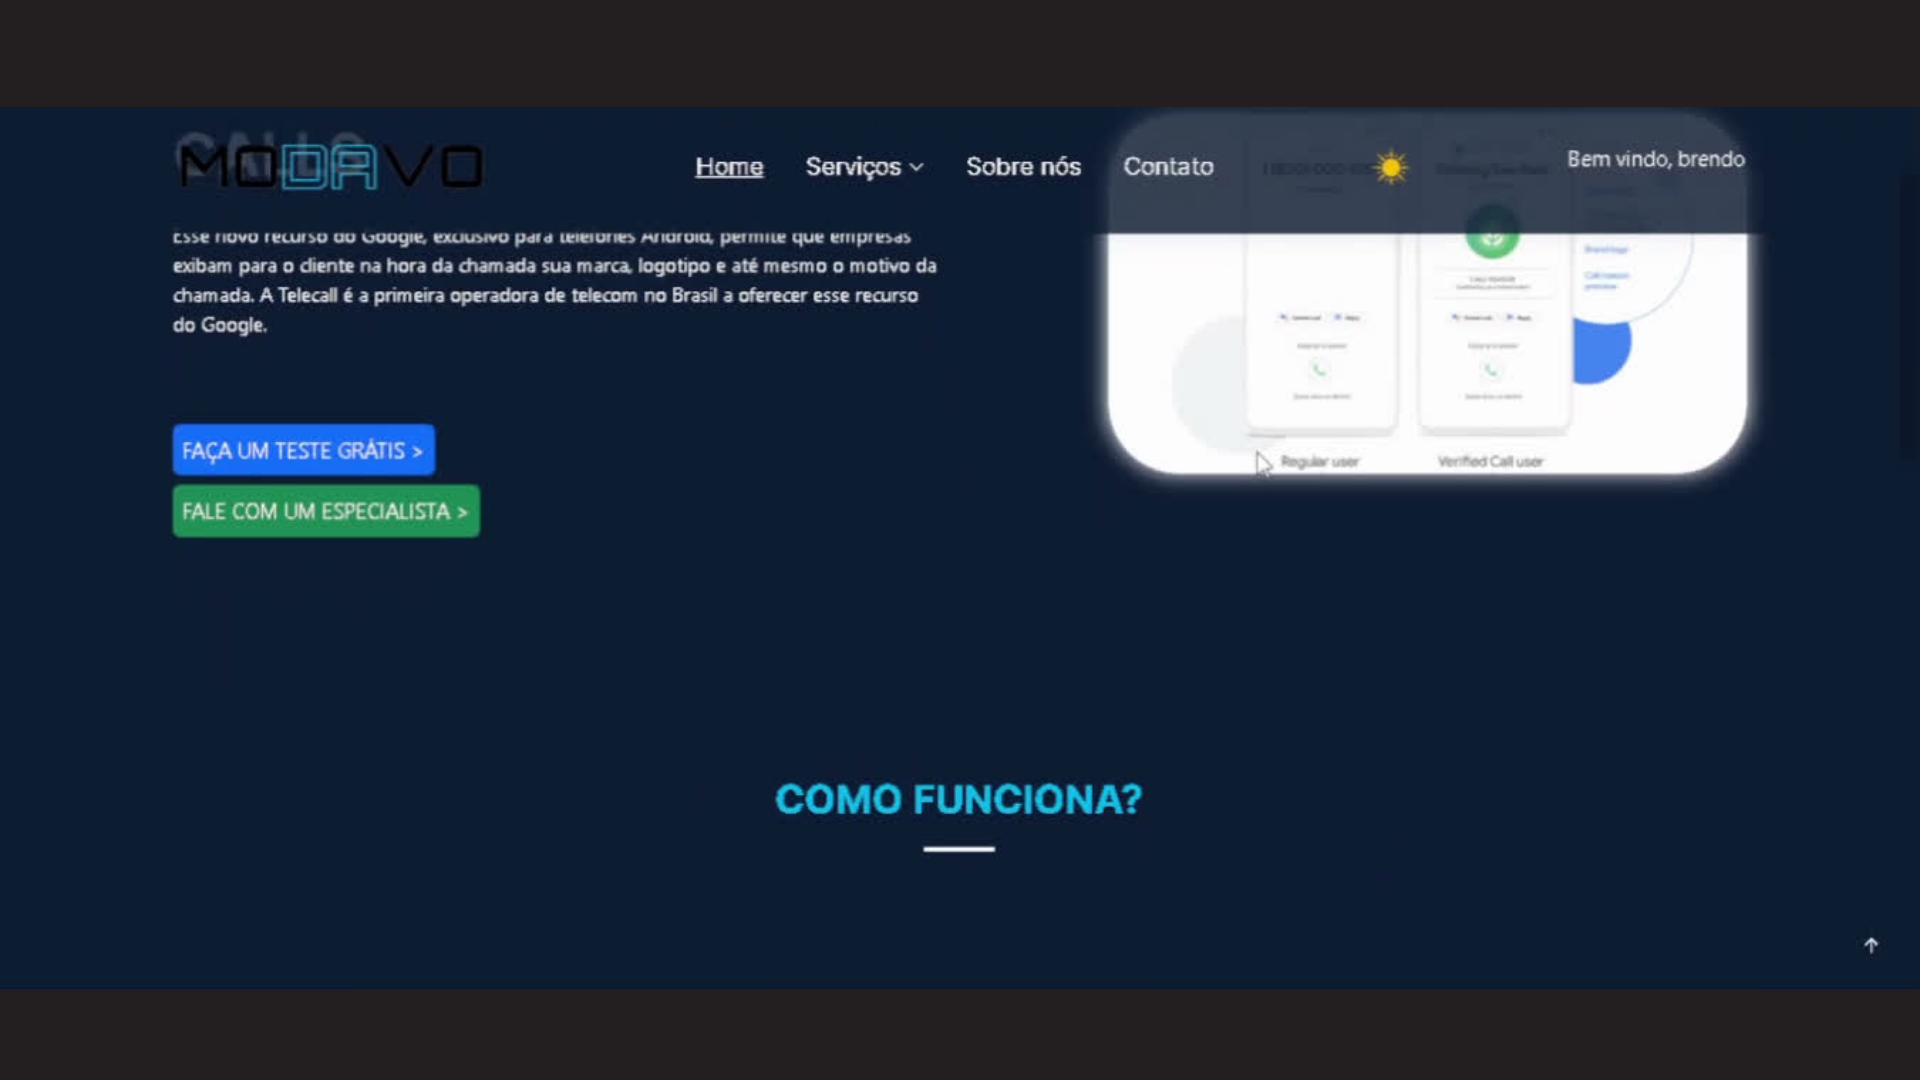 CALLS
MODAVO
Home
Serviços
Sobre nós
Contato
Bem vindo, brendo
Esse novo recurso do Google, exclusivo para telefones Android, permite que empresas
exibam para o cliente na hora da chamada sua marca, logotipo e até mesmo o motivo da
chamada. A Telecall é a primeira operadora de telecom no Brasil a oferecer esse recurso
do Google.
FAÇA UM TESTE GRÁTIS >
FALE COM UM ESPECIALISTA >
Regular user
Verified Call user
COMO FUNCIONA?